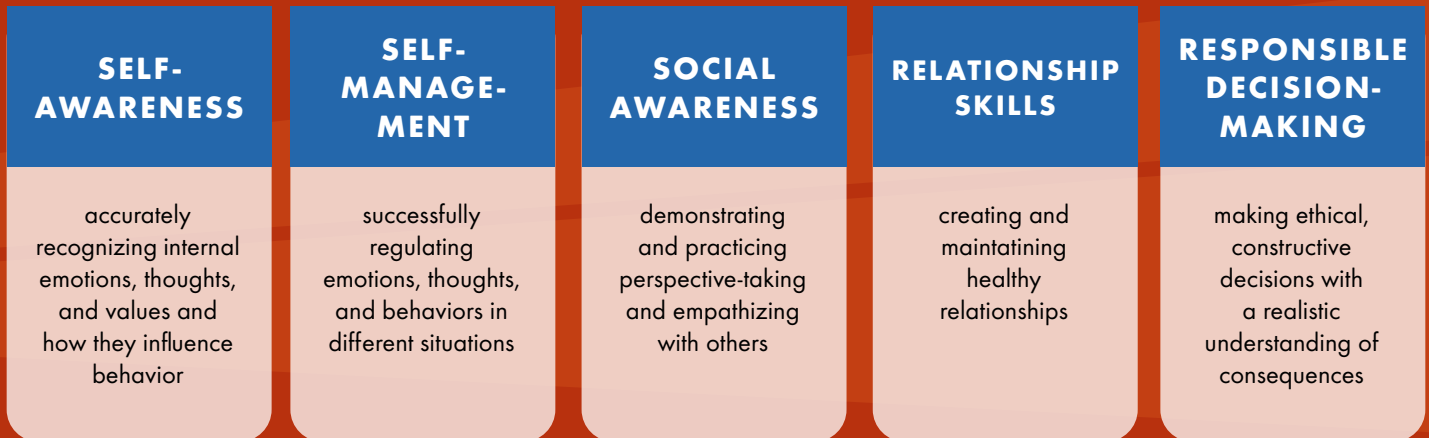 SELF-
AWARENESS
accurately
recognizing internal
emotions, thoughts,
and values and
how they influence
behavior
SELF-
MANAGE-
MENT
successfully
regulating
emotions, thoughts,
and behaviors in
different situations
SOCIAL
AWARENESS
demonstrating
and practicing
perspective-taking
and empathizing
with others
RELATIONSHIP
SKILLS
creating and
maintatining
healthy
relationships
RESPONSIBLE
DECISION-
MAKING
making ethical,
constructive
decisions with
a realistic
understanding of
consequences